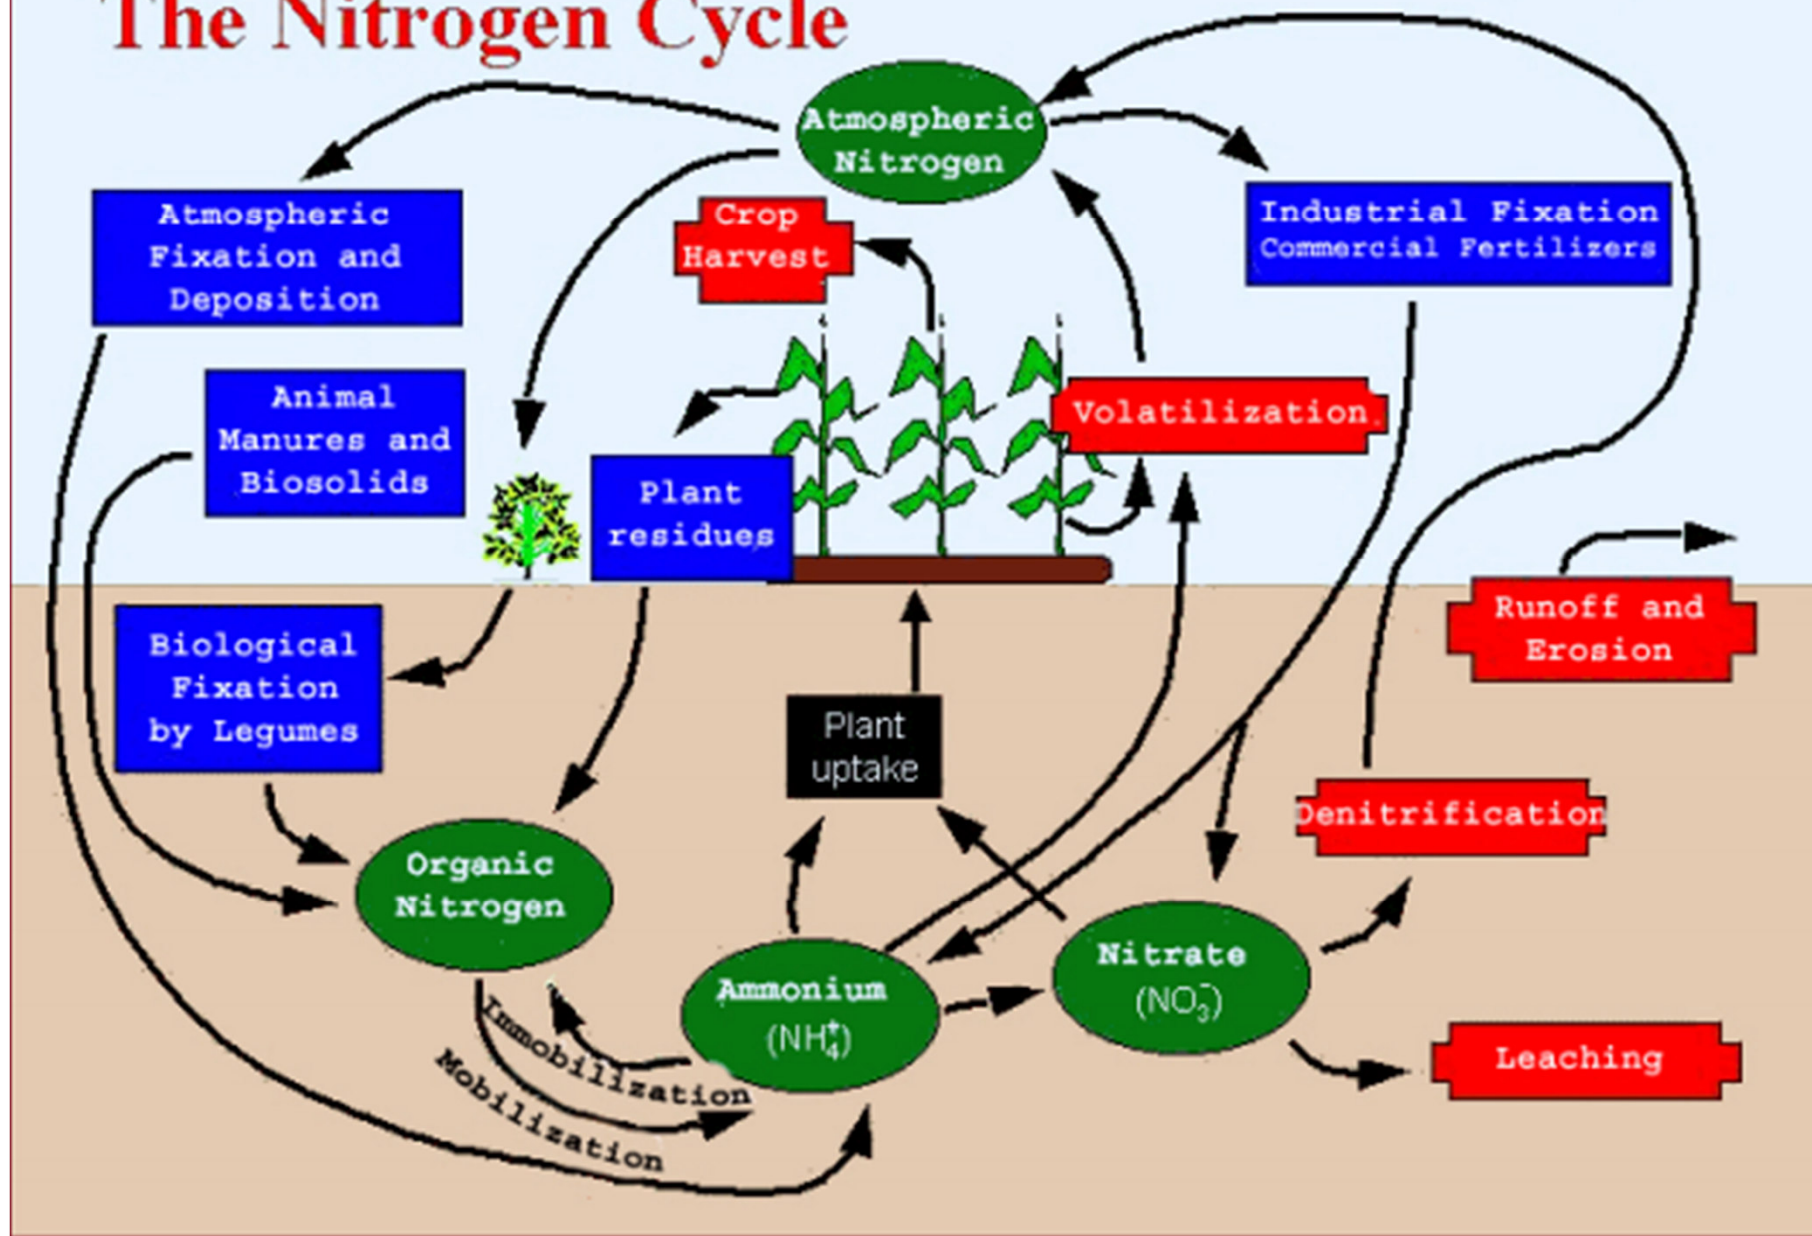 The Nitrogen Cycle
Atmospheric
Nitrogen
Atmospheric
Fixation and
Deposition
Crop
Harvest
Industrial Fixation
Commercial Fertilizers
Animal
Manures and
Biosolids
Volatilization.
Plant
residues
Biological
Fixation
by Legumes
Runoff and
Erosion
Plant
uptake
Denitrification
Organic
Nitrogen
Ammonium
(NH₄⁺)
Nitrate
(NO₃⁻)
Immobilization
Mobilization
Leaching